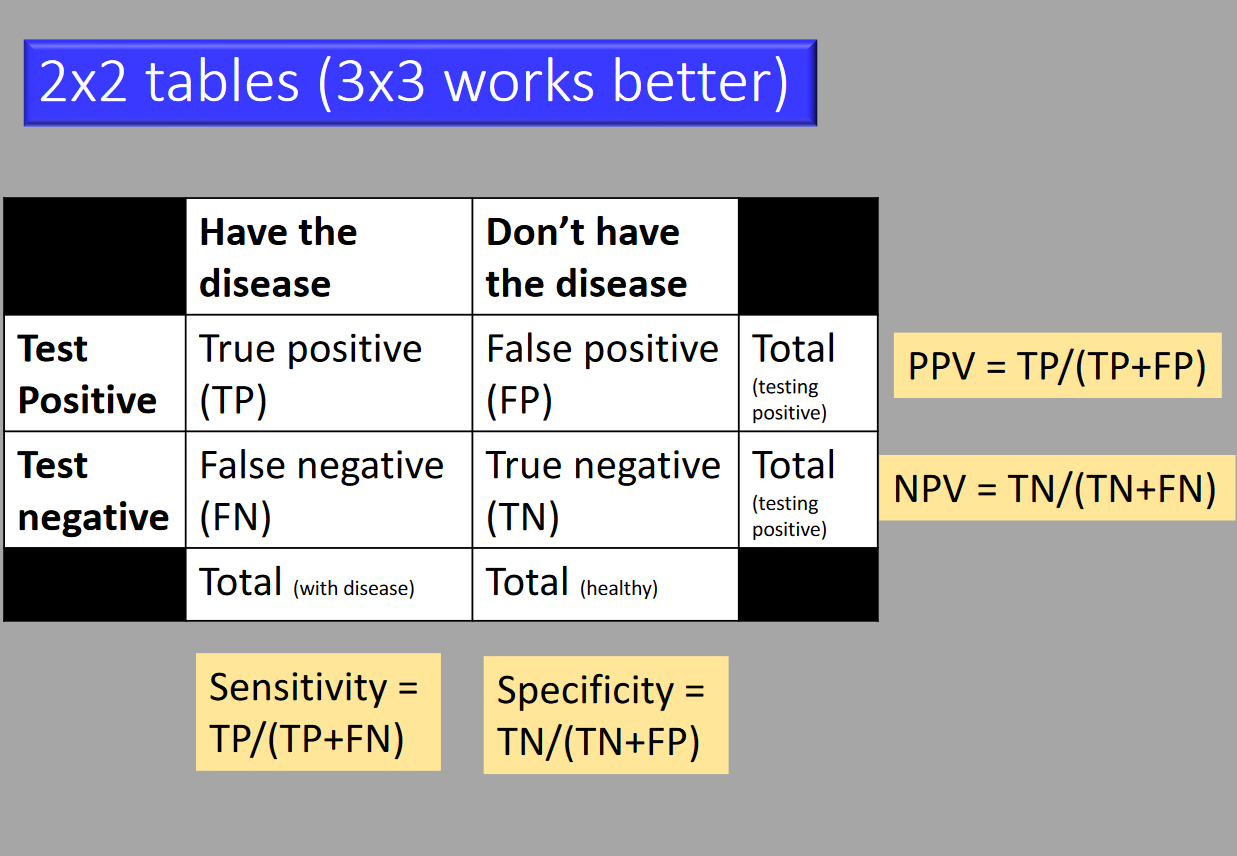 2x2 tables (3x3 works better)
Have the
disease
Don’t have
the disease
Test
Positive
True positive
(TP)
False positive
(FP)
Total
(testing
positive)
PPV = TP/(TP+FP)
Test
negative
False negative
(FN)
True negative
(TN)
Total
(testing
positive)
NPV = TN/(TN+FN)
Total (with disease)
Total (healthy)
Sensitivity =
TP/(TP+FN)
Specificity =
TN/(TN+FP)